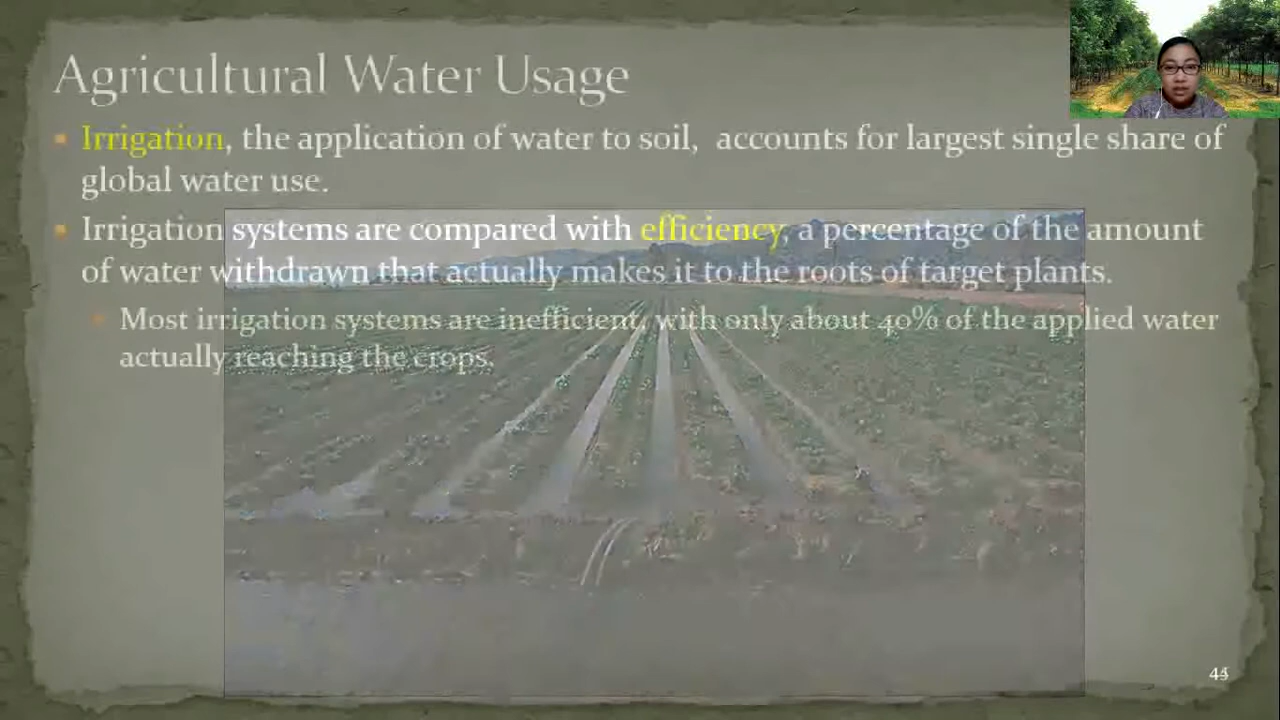 Agricultural Water Usage
Irrigation, the application of water to soil, accounts for largest single share of
global water use.
Irrigation systems are compared with efficiency, a percentage of the amount
of water withdrawn that actually makes it to the roots of target plants.
Most irrigation systems are inefficient, with only about 40% of the applied water
actually reaching the crops.